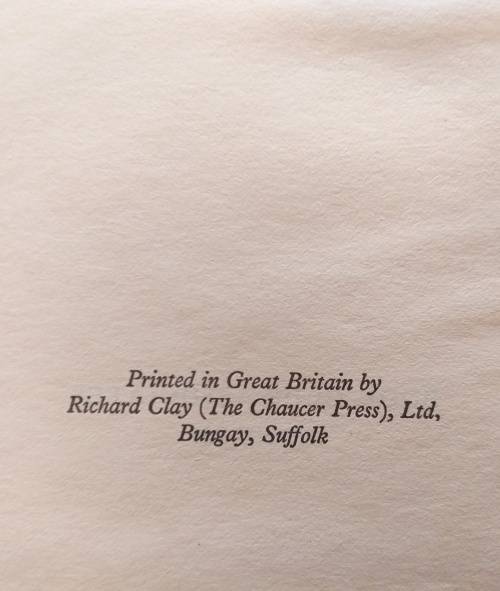 Printed in Great Britain by
Richard Clay (The Chaucer Press), Ltd,
Bungay, Suffolk